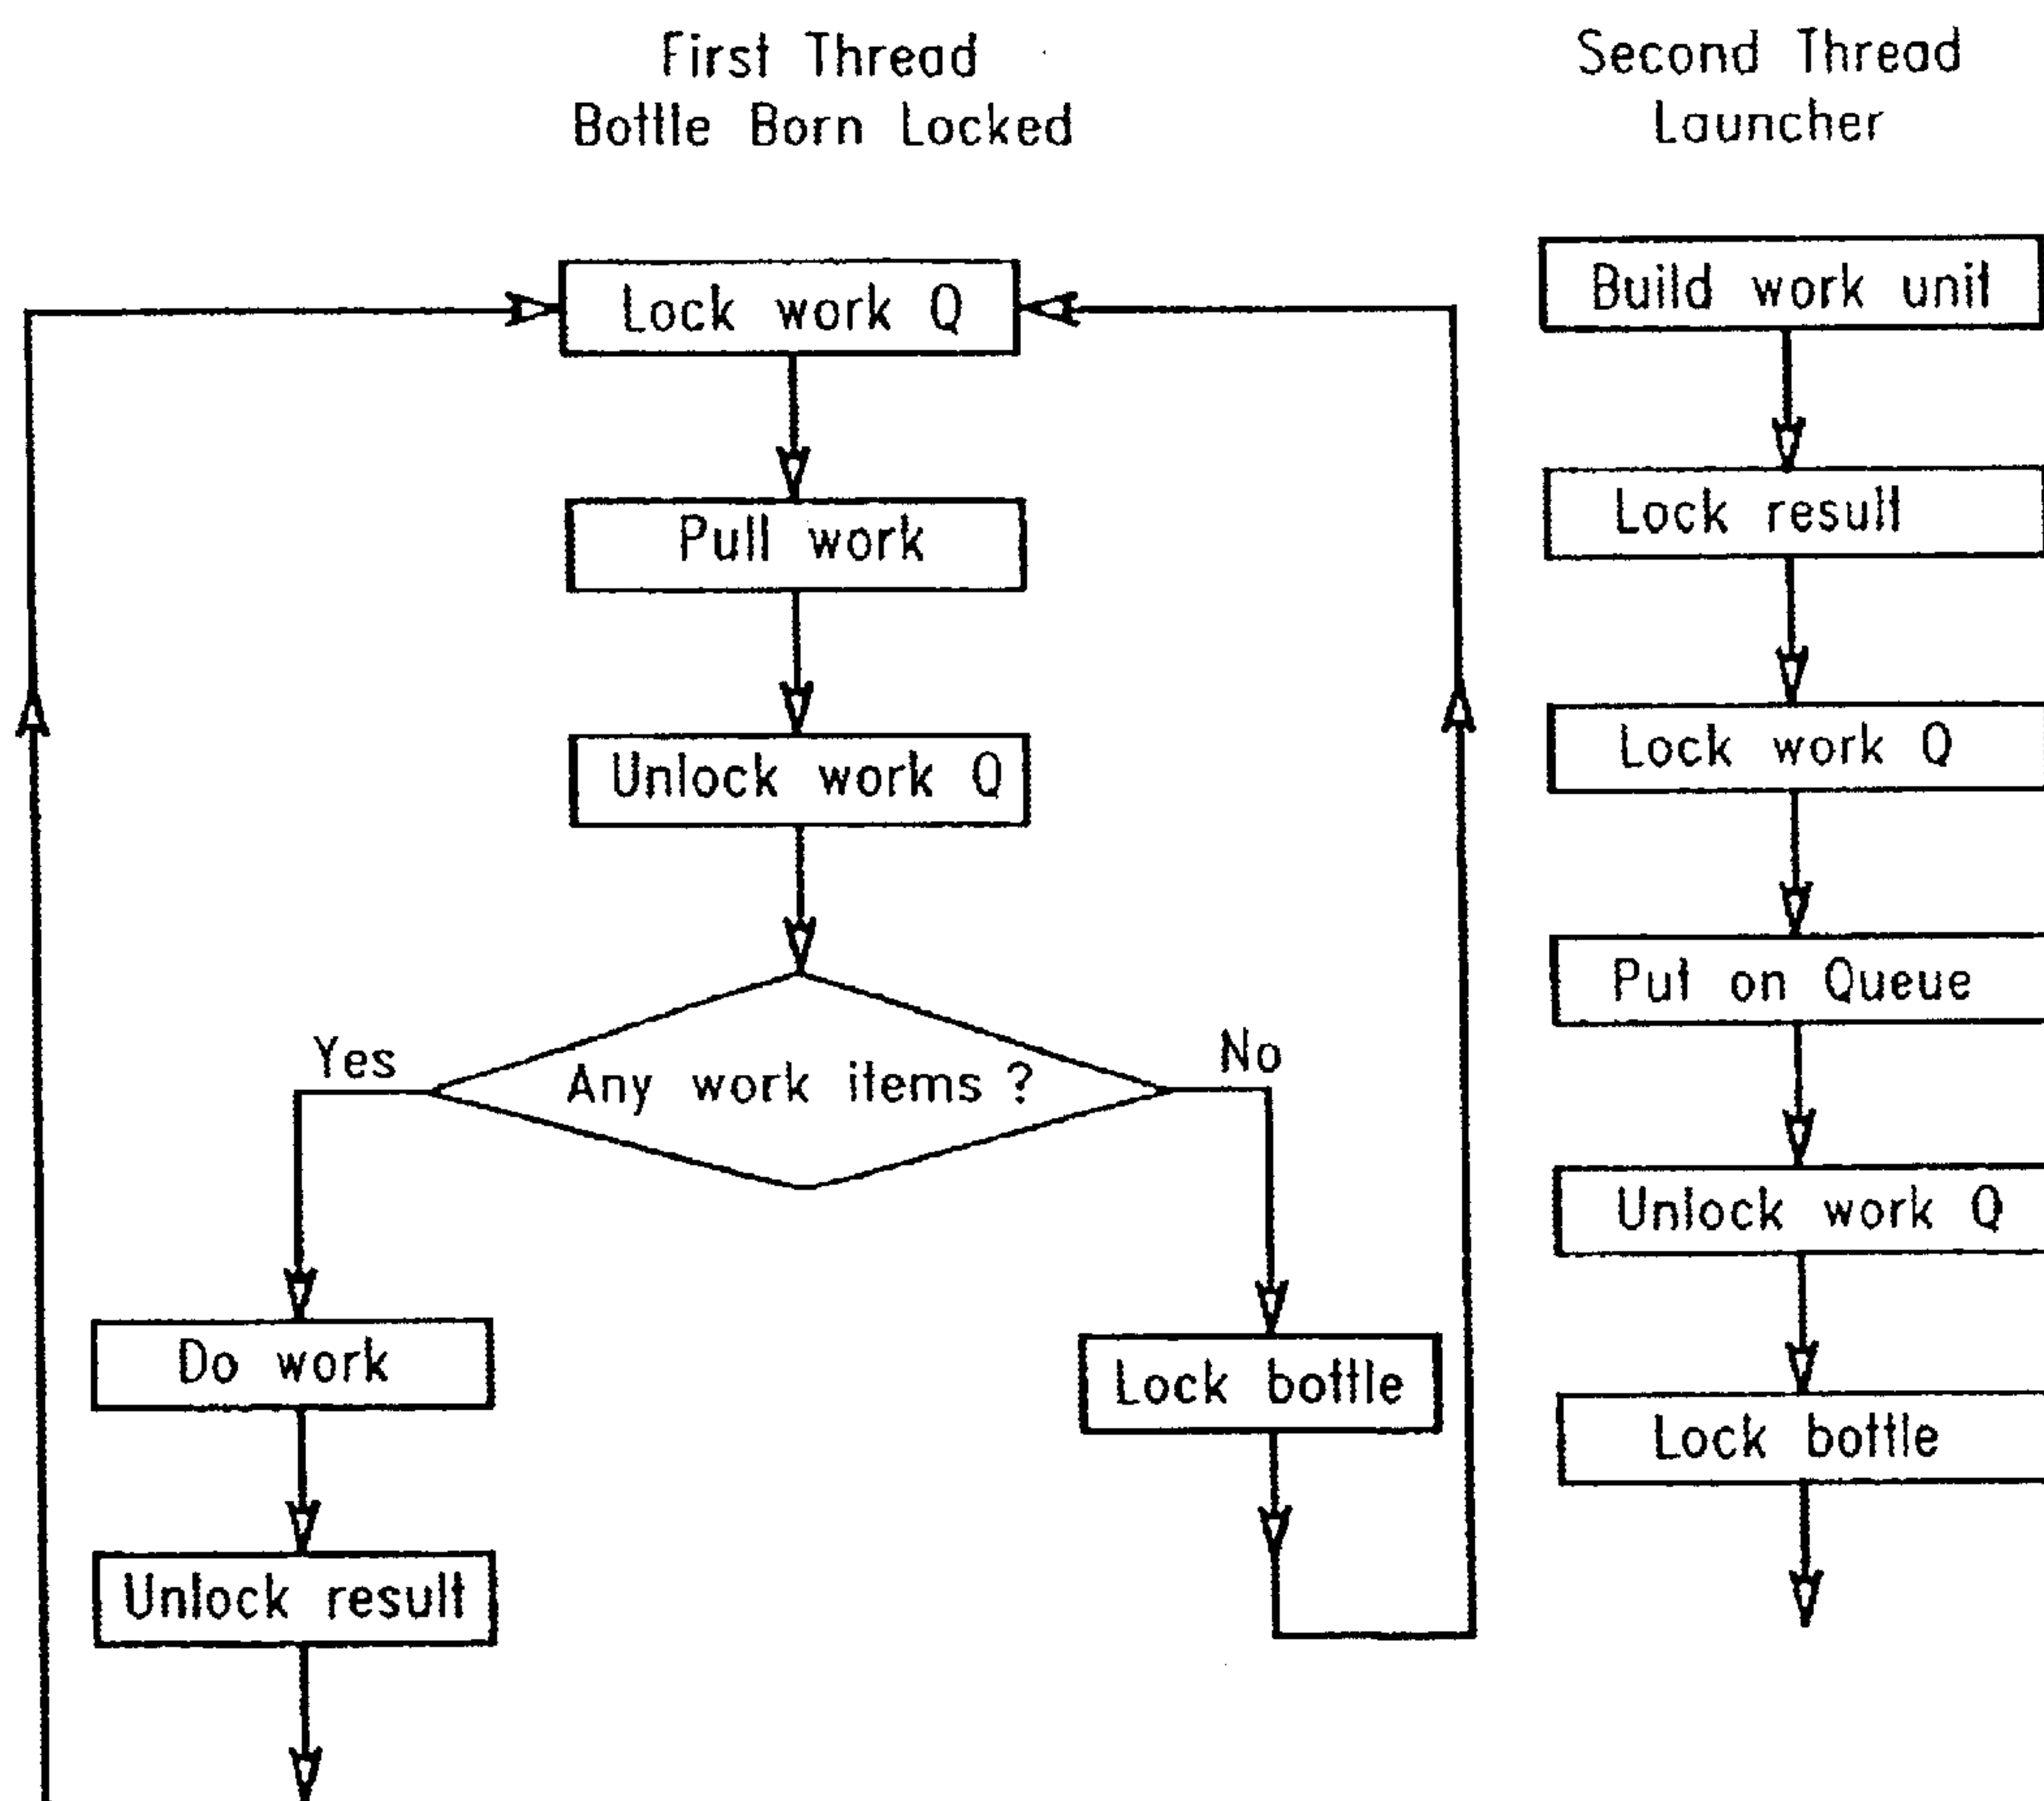 First Thread
Bottle Born Locked
Lock work Q
Pull work
Unlock work Q
Any work items ?
Yes
No
Do work
Unlock result
Lock bottle
Second Thread
Launcher
Build work unit
Lock result
Lock work Q
Put on Queue
Unlock work Q
Lock bottle